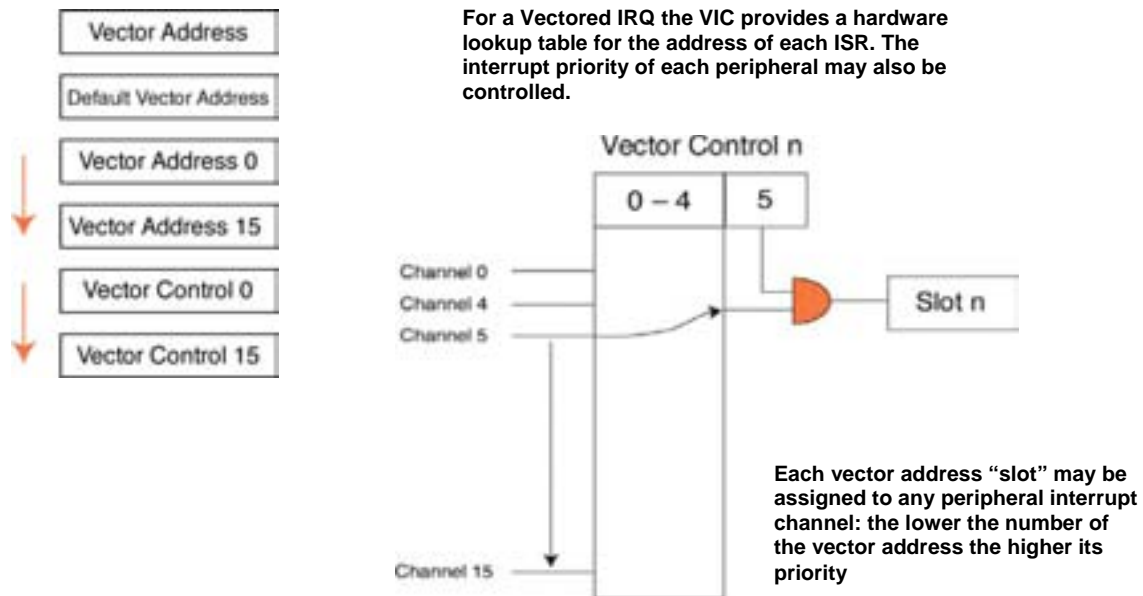 Vector Address
Default Vector Address
Vector Address 0
Vector Address 15
Vector Control 0
Vector Control 15
For a Vectored IRQ the VIC provides a hardware
lookup table for the address of each ISR. The
interrupt priority of each peripheral may also be
controlled.
Vector Control n
0 – 4
5
Channel 0
Channel 4
Channel 5
Channel 15
Slot n
Each vector address “slot” may be
assigned to any peripheral interrupt
channel: the lower the number of
the vector address the higher its
priority